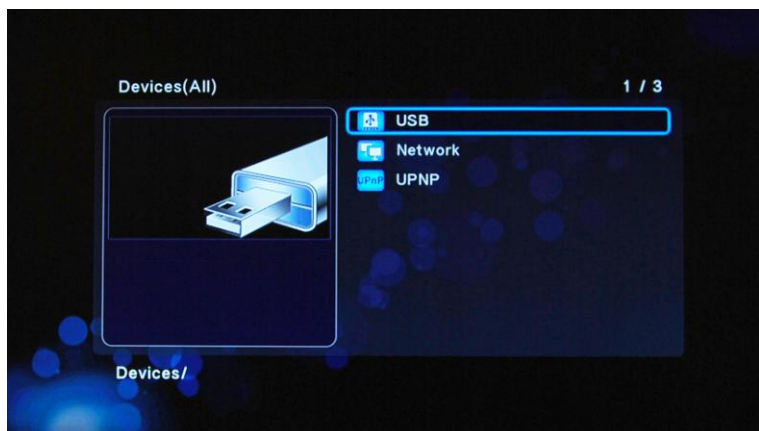 Devices(All)
1 / 3
USB
Network
UPnP
UPNP
Devices/